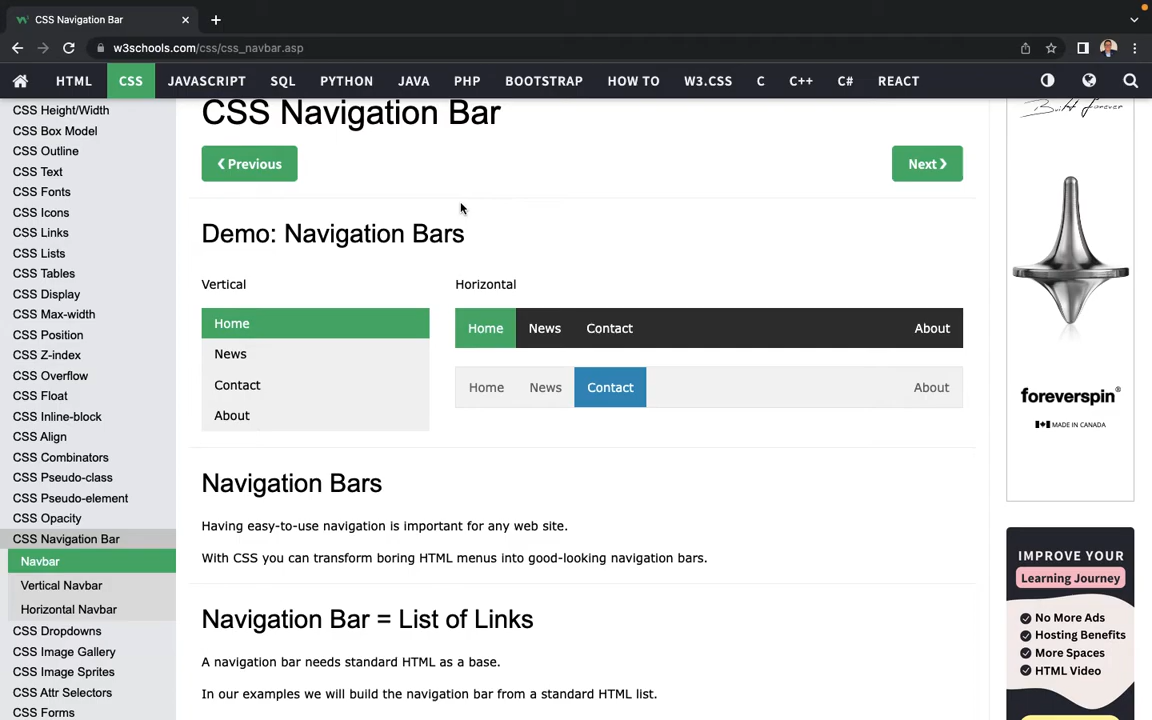 CSS Navigation Bar
w3schools.com/css/css_navbar.asp
HTML CSS JAVASCRIPT SQL PYTHON JAVA PHP BOOTSTRAP HOW TO W3.CSS C C++ C# REACT
CSS Height/Width
CSS Box Model
CSS Outline
CSS Text
CSS Fonts
CSS Icons
CSS Links
CSS Lists
CSS Tables
CSS Display
CSS Max-width
CSS Position
CSS Z-index
CSS Overflow
CSS Float
CSS Inline-block
CSS Align
CSS Combinators
CSS Pseudo-class
CSS Pseudo-element
CSS Opacity
CSS Navigation Bar
Navbar
Vertical Navbar
Horizontal Navbar
CSS Dropdowns
CSS Image Gallery
CSS Image Sprites
CSS Attr Selectors
CSS Forms
CSS Navigation Bar
❮ Previous
Next ❯
Demo: Navigation Bars
Vertical
Home
News
Contact
About
Horizontal
Home News Contact About
Home News Contact About
Navigation Bars
Having easy-to-use navigation is important for any web site.
With CSS you can transform boring HTML menus into good-looking navigation bars.
Navigation Bar = List of Links
A navigation bar needs standard HTML as a base.
In our examples we will build the navigation bar from a standard HTML list.
Built Forever
foreverspin®
MADE IN CANADA
IMPROVE YOUR
Learning Journey
No More Ads
Hosting Benefits
More Spaces
HTML Video